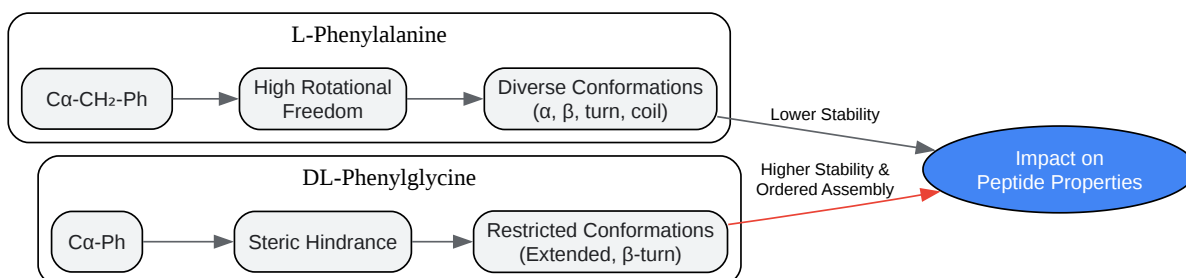 L-Phenylalanine
Cα-CH₂-Ph
High Rotational
Freedom
Diverse Conformations
(α, β, turn, coil)
Lower Stability
DL-Phenylglycine
Cα-Ph
Steric Hindrance
Restricted Conformations
(Extended, β-turn)
Higher Stability &
Ordered Assembly
Impact on
Peptide Properties